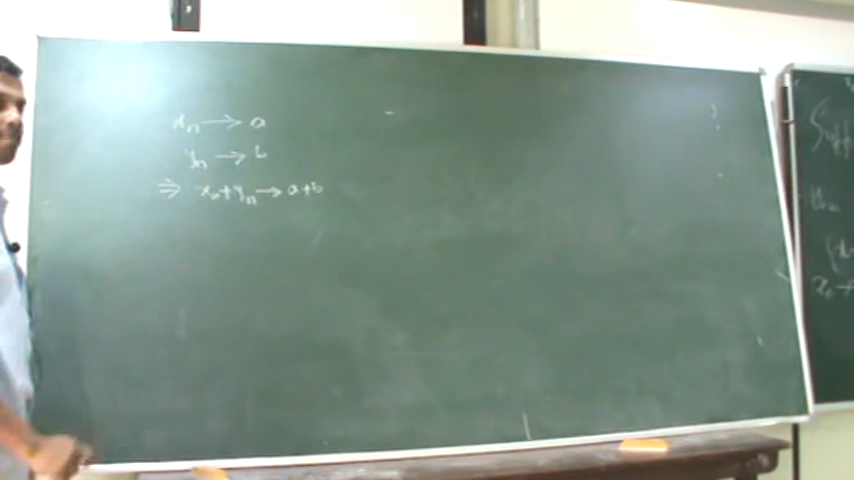 xₙ → a
yₙ → b
⇒ xₙ+yₙ → a+b